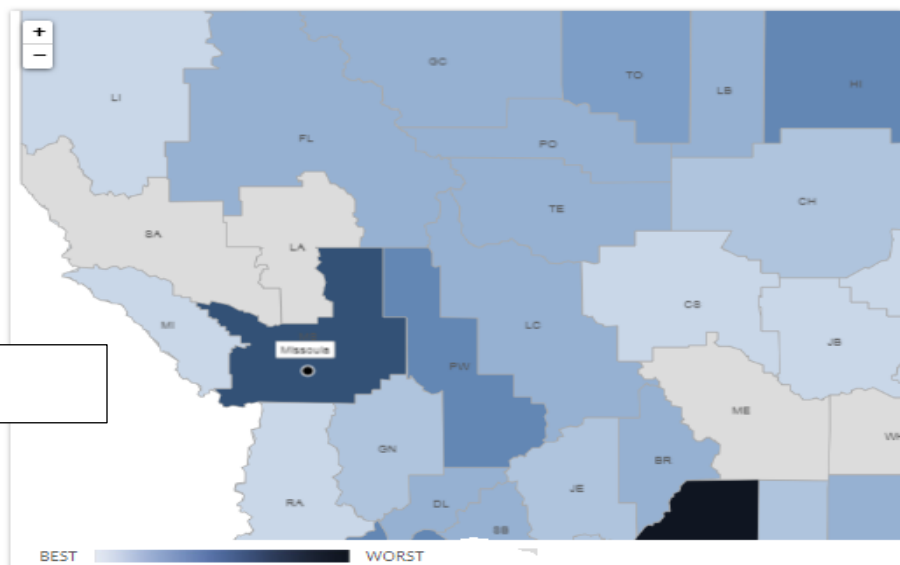 +
−
LI
GC
TO
LB
HI
FL
PO
CH
TE
SA
LA
MI
CS
LC
JB
Missoula
PW
ME
WH
GN
BR
RA
DL
JE
SB
BEST
WORST